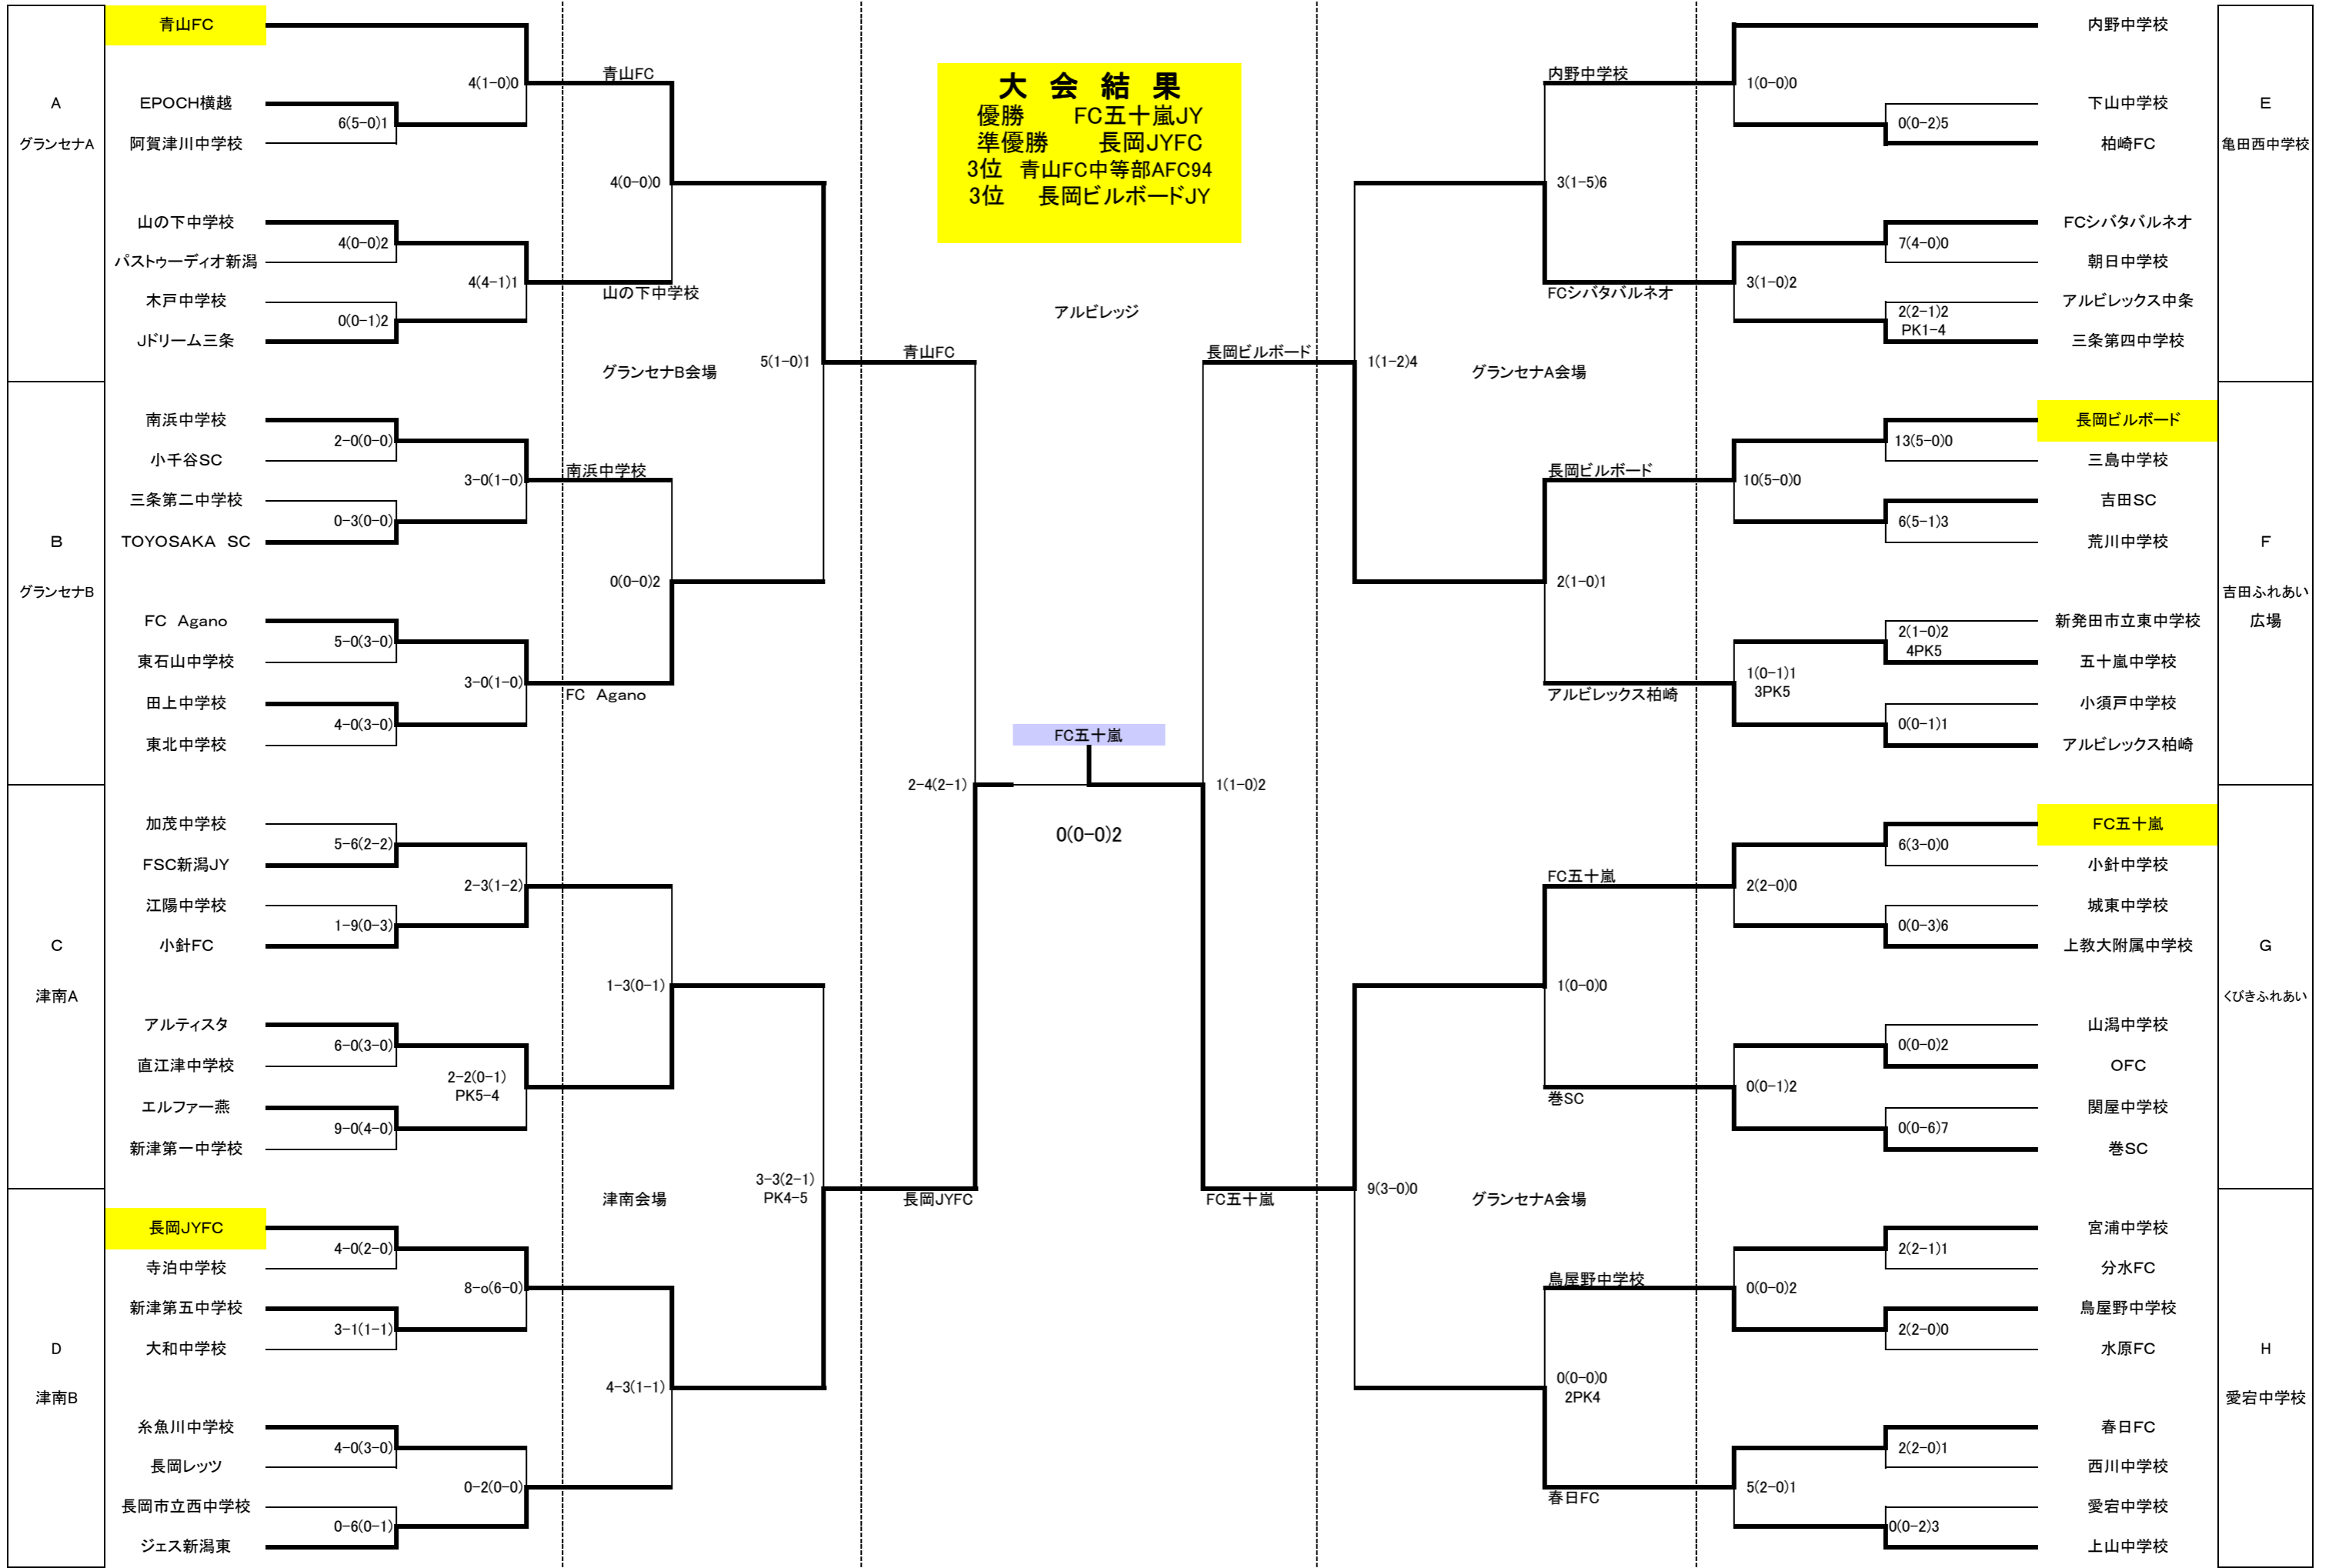 A
グランセナA
B
グランセナB
C
津南A
D
津南B
青山FC
EPOCH横越
阿賀津川中学校
山の下中学校
パストゥーディオ新潟
木戸中学校
Jドリーム三条
南浜中学校
小千谷SC
三条第二中学校
TOYOSAKA SC
FC Agano
東石山中学校
田上中学校
東北中学校
加茂中学校
FSC新潟JY
江陽中学校
小針FC
アルティスタ
直江津中学校
エルファー燕
新津第一中学校
長岡JYFC
寺泊中学校
新津第五中学校
大和中学校
糸魚川中学校
長岡レッツ
長岡市立西中学校
ジェス新潟東
6(5-0)1
4(0-0)2
0(0-1)2
2-0(0-0)
0-3(0-0)
5-0(3-0)
4-0(3-0)
5-6(2-2)
1-9(0-3)
6-0(3-0)
9-0(4-0)
4-0(2-0)
3-1(1-1)
4-0(3-0)
0-6(0-1)
4(1-0)0
4(4-1)1
3-0(1-0)
3-0(1-0)
2-3(1-2)
2-2(0-1)
PK5-4
8-o(6-0)
0-2(0-0)
青山FC
4(0-0)0
山の下中学校
グランセナB会場
南浜中学校
0(0-0)2
FC Agano
1-3(0-1)
津南会場
4-3(1-1)
5(1-0)1
3-3(2-1)
PK4-5
青山FC
2-4(2-1)
長岡JYFC
大 会 結 果
優勝 FC五十嵐JY
準優勝 長岡JYFC
3位 青山FC中等部AFC94
3位 長岡ビルボードJY
アルビレッジ
FC五十嵐
0(0-0)2
長岡ビルボード
1(1-0)2
FC五十嵐
1(1-2)4
9(3-0)0
内野中学校
3(1-5)6
FCシバタバルネオ
グランセナA会場
長岡ビルボード
2(1-0)1
アルビレックス柏崎
FC五十嵐
1(0-0)0
巻SC
グランセナA会場
鳥屋野中学校
0(0-0)0
2PK4
春日FC
1(0-0)0
3(1-0)2
10(5-0)0
1(0-1)1
3PK5
2(2-0)0
0(0-1)2
0(0-0)2
5(2-0)1
0(0-2)5
7(4-0)0
2(2-1)2
PK1-4
13(5-0)0
6(5-1)3
2(1-0)2
4PK5
0(0-1)1
6(3-0)0
0(0-3)6
0(0-0)2
0(0-6)7
2(2-1)1
2(2-0)0
2(2-0)1
0(0-2)3
内野中学校
下山中学校
柏崎FC
FCシバタバルネオ
朝日中学校
アルビレックス中条
三条第四中学校
長岡ビルボード
三島中学校
吉田SC
荒川中学校
新発田市立東中学校
五十嵐中学校
小須戸中学校
アルビレックス柏崎
FC五十嵐
小針中学校
城東中学校
上教大附属中学校
山潟中学校
OFC
関屋中学校
巻SC
宮浦中学校
分水FC
鳥屋野中学校
水原FC
春日FC
西川中学校
愛宕中学校
上山中学校
E
亀田西中学校
F
吉田ふれあい
広場
G
くびきふれあい
H
愛宕中学校